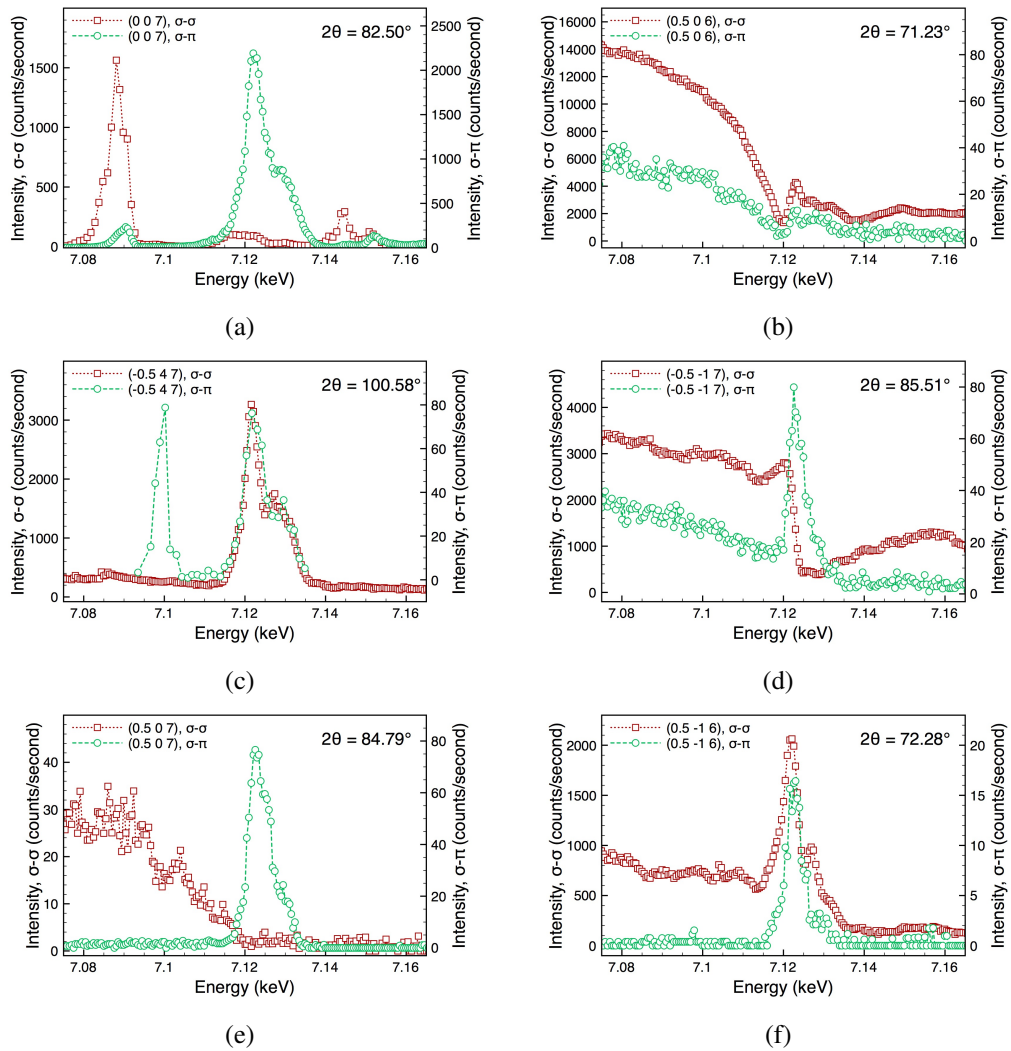 (0 0 7), σ-σ
(0 0 7), σ-π
2θ = 82.50°
Intensity, σ-σ (counts/second)
1500
1000
500
0
2500
2000
1500
1000
500
0
Intensity, σ-π (counts/second)
7.08 7.1 7.12 7.14 7.16
Energy (keV)
(a)
(0.5 0 6), σ-σ
(0.5 0 6), σ-π
2θ = 71.23°
Intensity, σ-σ (counts/second)
16000
14000
12000
10000
8000
6000
4000
2000
0
80
60
40
20
0
Intensity, σ-π (counts/second)
7.08 7.1 7.12 7.14 7.16
Energy (keV)
(b)
(-0.5 4 7), σ-σ
(-0.5 4 7), σ-π
2θ = 100.58°
Intensity, σ-σ (counts/second)
3000
2000
1000
0
80
60
40
20
0
Intensity, σ-π (counts/second)
7.08 7.1 7.12 7.14 7.16
Energy (keV)
(c)
(-0.5 -1 7), σ-σ
(-0.5 -1 7), σ-π
2θ = 85.51°
Intensity, σ-σ (counts/second)
4000
3000
2000
1000
0
80
60
40
20
0
Intensity, σ-π (counts/second)
7.08 7.1 7.12 7.14 7.16
Energy (keV)
(d)
(0.5 0 7), σ-σ
(0.5 0 7), σ-π
2θ = 84.79°
Intensity, σ-σ (counts/second)
40
30
20
10
0
80
60
40
20
0
Intensity, σ-π (counts/second)
7.08 7.1 7.12 7.14 7.16
Energy (keV)
(e)
(0.5 -1 6), σ-σ
(0.5 -1 6), σ-π
2θ = 72.28°
Intensity, σ-σ (counts/second)
2000
1500
1000
500
0
20
15
10
5
0
Intensity, σ-π (counts/second)
7.08 7.1 7.12 7.14 7.16
Energy (keV)
(f)